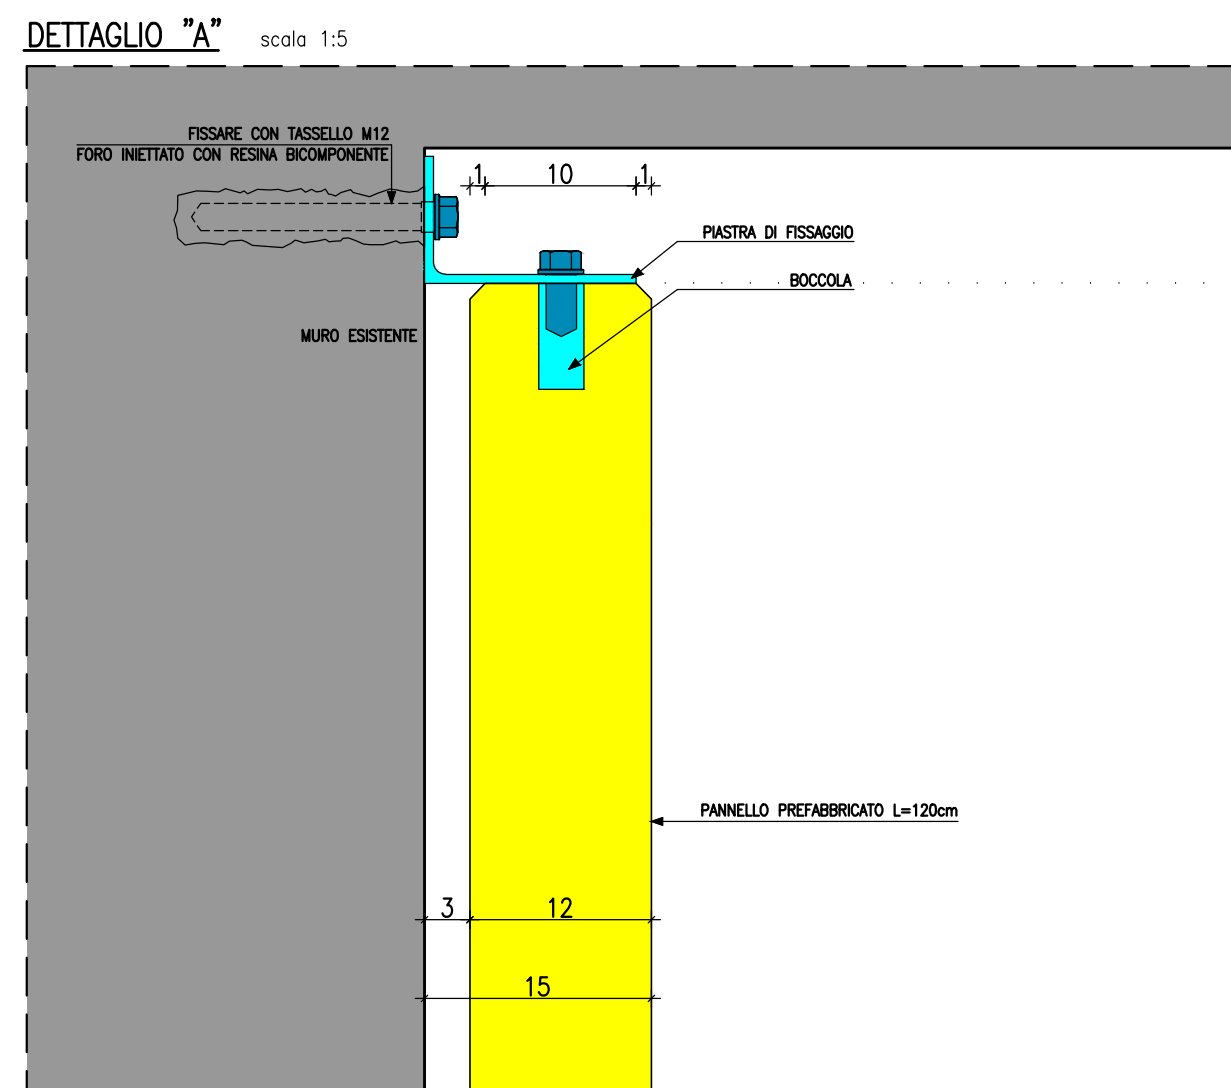 DETTAGLIO "A" scala 1:5
FISSARE CON TASSELLO M12
FORO INIETTATO CON RESINA BICOMPONENTE
1 10 1
PIASTRA DI FISSAGGIO
BOCCOLA
MURO ESISTENTE
PANNELLO PREFABBRICATO L=120cm
3 12
15